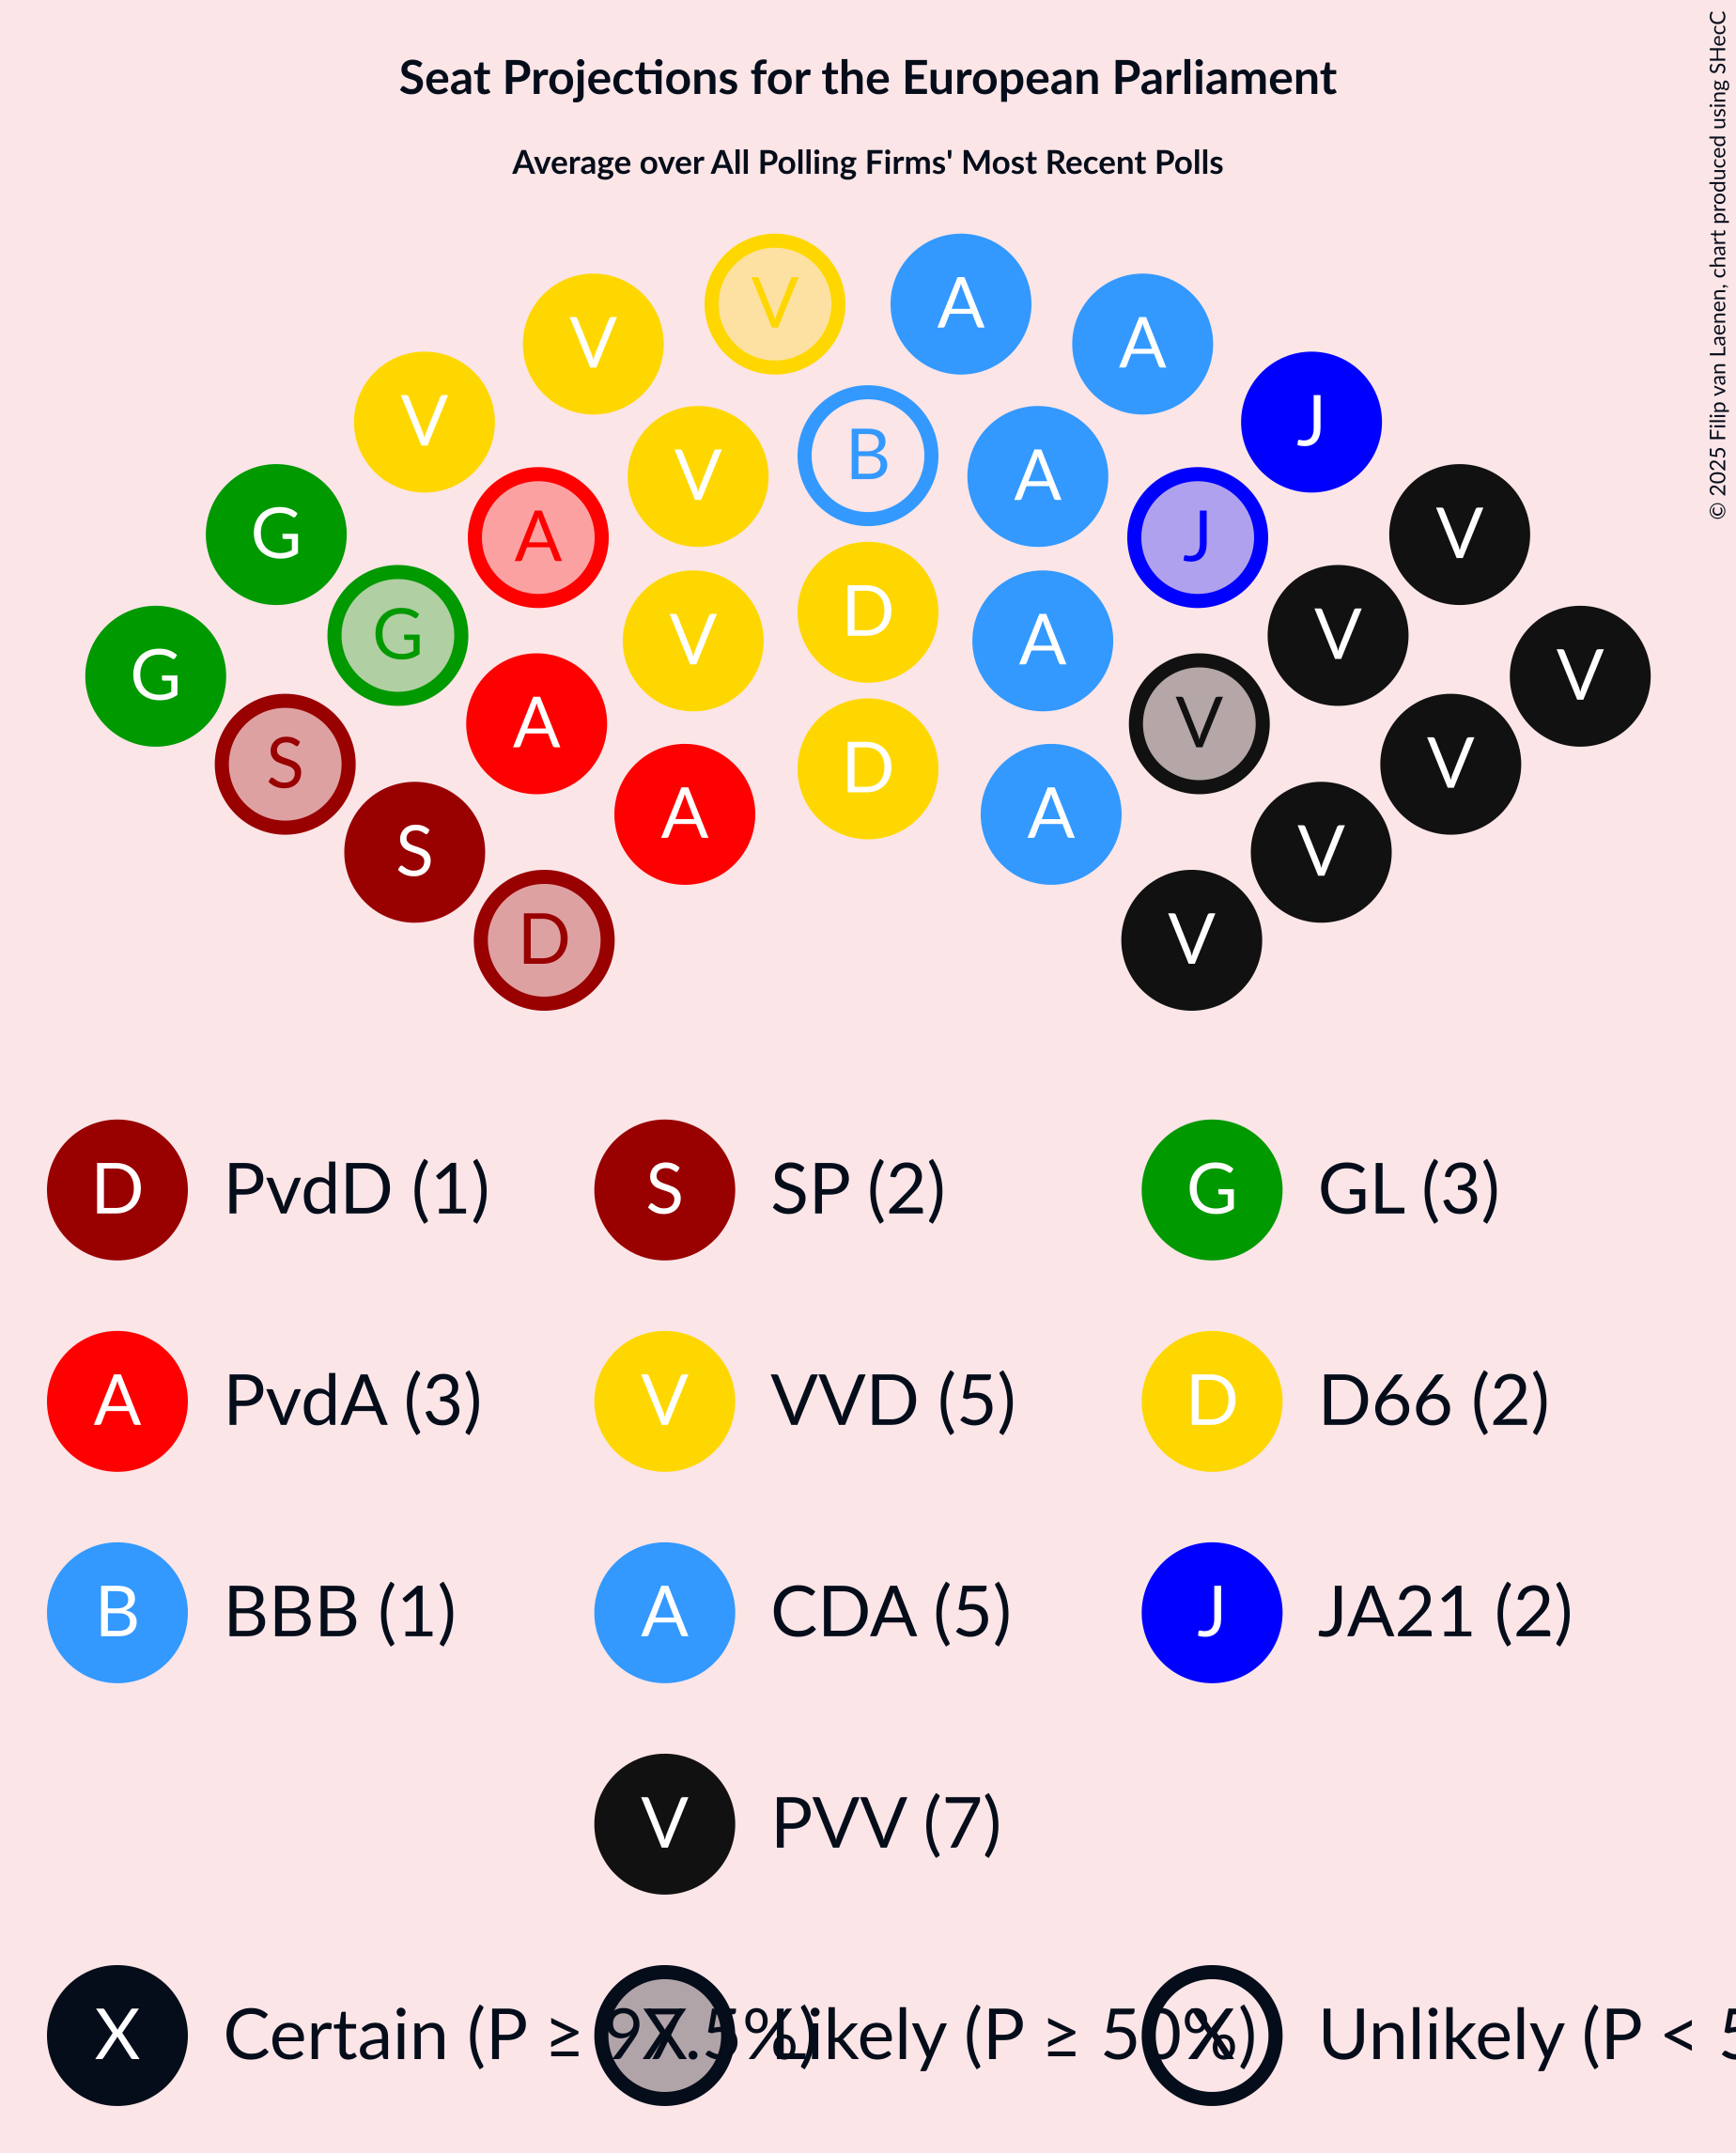 Seat Projections for the European Parliament
Average over All Polling Firms' Most Recent Polls
© 2025 Filip van Laenen, chart produced using SHecC
V A
V A
V J
B
V A
G V
A J
D
G V
V A
G V
A V
S V
D
A A
S V
D V
D PvdD (1) S SP (2) G GL (3)
A PvdA (3) V VVD (5) D D66 (2)
B BBB (1) A CDA (5) J JA21 (2)
V PVV (7)
X Certain (P ≥ 97.5%) X Likely (P ≥ 50%) X Unlikely (P < 5